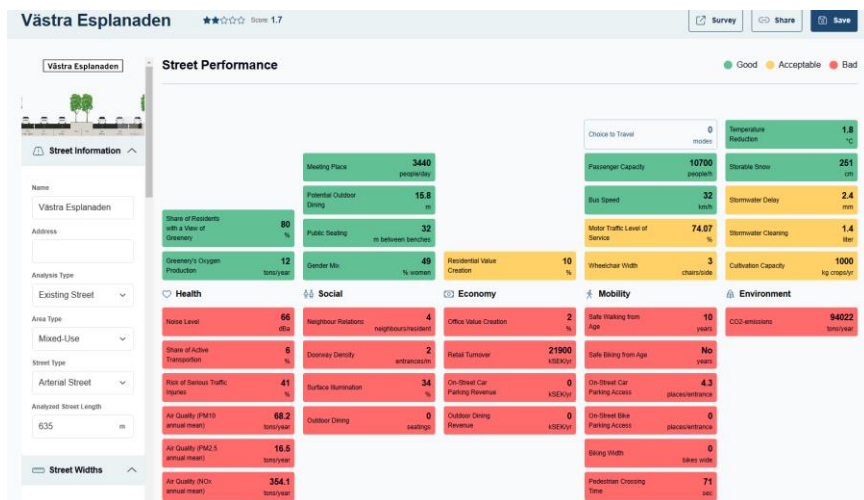 Västra Esplanaden
Score 1.7
Survey
Share
Save
Västra Esplanaden
Street Information
Name
Västra Esplanaden
Address
Analysis Type
Existing Street
Area Type
Mixed-Use
Street Type
Arterial Street
Analyzed Street Length
635 m
Street Widths
Street Performance
Good
Acceptable
Bad
Share of Residents
with a View of
Greenery
80
%
Greenery's Oxygen
Production
12
tons/year
Health
Noise Level
66
dBa
Share of Active
Transportion
6
%
Risk of Serious Traffic
Injuries
41
%
Air Quality (PM10
annual mean)
68.2
tons/year
Air Quality (PM2.5
annual mean)
16.5
tons/year
Air Quality (NOx
annual mean)
354.1
tons/year
Meeting Place
3440
people/day
Potential Outdoor
Dining
15.8
m
Public Seating
32
m between benches
Gender Mix
49
% women
Social
Neighbour Relations
4
neighbours/resident
Doorway Density
2
entrances/m
Surface Illumination
34
%
Outdoor Dining
0
seatings
Residential Value
Creation
10
%
Economy
Office Value Creation
2
%
Retail Turnover
21900
kSEK/yr
On-Street Car
Parking Revenue
0
kSEK/yr
Outdoor Dining
Revenue
0
kSEK/yr
Choice to Travel
0
modes
Passenger Capacity
10700
people/h
Bus Speed
32
km/h
Motor Traffic Level of
Service
74.07
%
Wheelchair Width
3
chairs/side
Mobility
Safe Walking from
Age
10
years
Safe Biking from Age
No
years
On-Street Car
Parking Access
4.3
places/entrance
On-Street Bike
Parking Access
0
places/entrance
Biking Width
0
bikes wide
Pedestrian Crossing
Time
71
sec
Temperature
Reduction
1.8
°C
Storable Snow
251
cm
Stormwater Delay
2.4
mm
Stormwater Cleaning
1.4
liter
Cultivation Capacity
1000
kg crops/yr
Environment
CO2-emissions
94022
tons/year